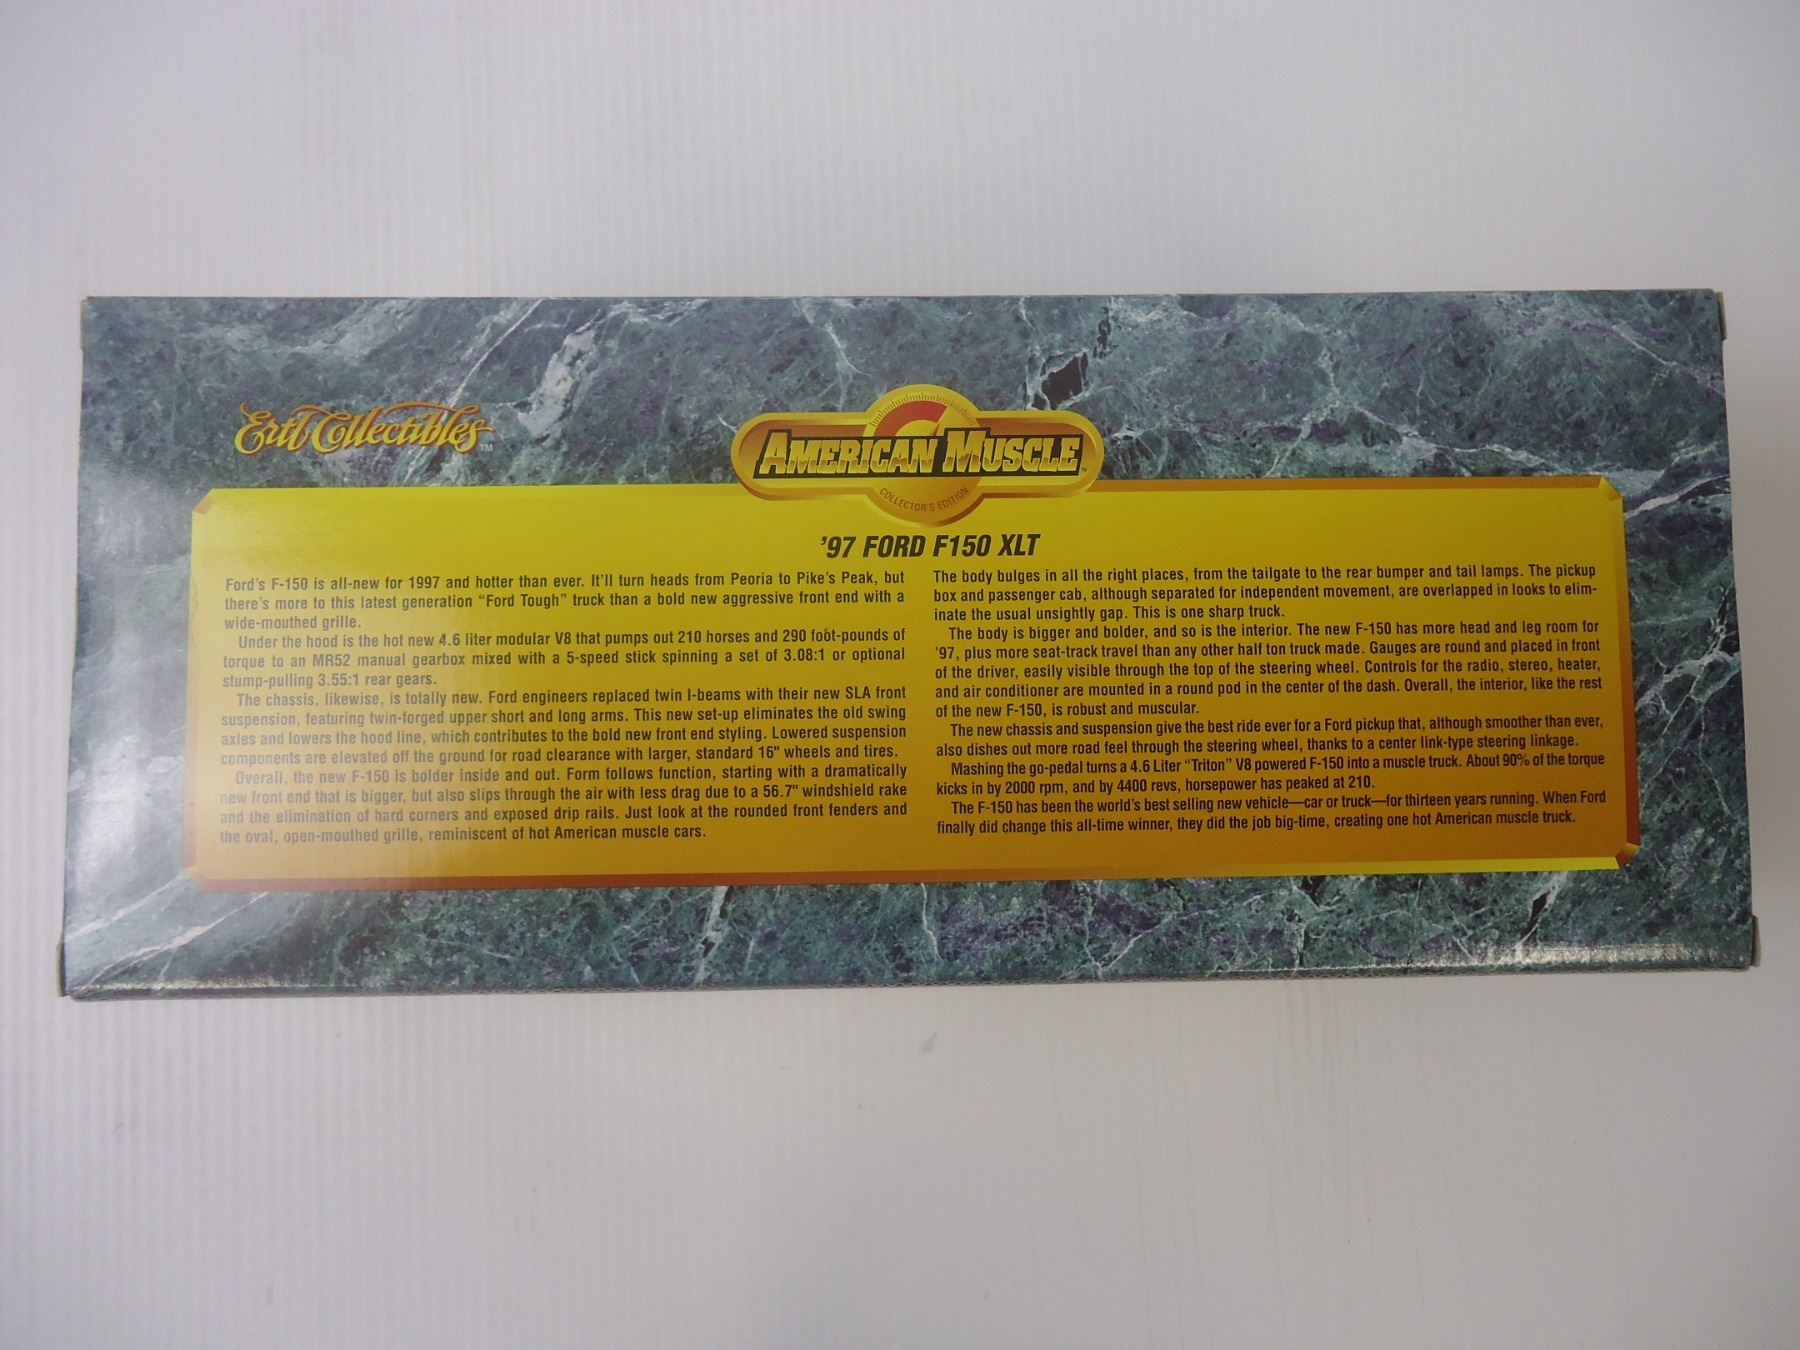 Ertl Collectibles™
AMERICAN MUSCLE™
COLLECTOR'S EDITION
'97 FORD F150 XLT
Ford's F-150 is all-new for 1997 and hotter than ever. It'll turn heads from Peoria to Pike's Peak, but
there's more to this latest generation "Ford Tough" truck than a bold new aggressive front end with a
wide-mouthed grille.
Under the hood is the hot new 4.6 liter modular V8 that pumps out 210 horses and 290 foot-pounds of
torque to an MR52 manual gearbox mixed with a 5-speed stick spinning a set of 3.08:1 or optional
stump-pulling 3.55:1 rear gears.
The chassis, likewise, is totally new. Ford engineers replaced twin I-beams with their new SLA front
suspension, featuring twin-forged upper short and long arms. This new set-up eliminates the old swing
axles and lowers the hood line, which contributes to the bold new front end styling. Lowered suspension
components are elevated off the ground for road clearance with larger, standard 16" wheels and tires.
Overall, the new F-150 is bolder inside and out. Form follows function, starting with a dramatically
new front end that is bigger, but also slips through the air with less drag due to a 56.7" windshield rake
and the elimination of hard corners and exposed drip rails. Just look at the rounded front fenders and
the oval, open-mouthed grille, reminiscent of hot American muscle cars.
The body bulges in all the right places, from the tailgate to the rear bumper and tail lamps. The pickup
box and passenger cab, although separated for independent movement, are overlapped in looks to elim-
inate the usual unsightly gap. This is one sharp truck.
The body is bigger and bolder, and so is the interior. The new F-150 has more head and leg room for
'97, plus more seat-track travel than any other half ton truck made. Gauges are round and placed in front
of the driver, easily visible through the top of the steering wheel. Controls for the radio, stereo, heater,
and air conditioner are mounted in a round pod in the center of the dash. Overall, the interior, like the rest
of the new F-150, is robust and muscular.
The new chassis and suspension give the best ride ever for a Ford pickup that, although smoother than ever,
also dishes out more road feel through the steering wheel, thanks to a center link-type steering linkage.
Mashing the go-pedal turns a 4.6 Liter "Triton" V8 powered F-150 into a muscle truck. About 90% of the torque
kicks in by 2000 rpm, and by 4400 revs, horsepower has peaked at 210.
The F-150 has been the world's best selling new vehicle—car or truck—for thirteen years running. When Ford
finally did change this all-time winner, they did the job big-time, creating one hot American muscle truck.